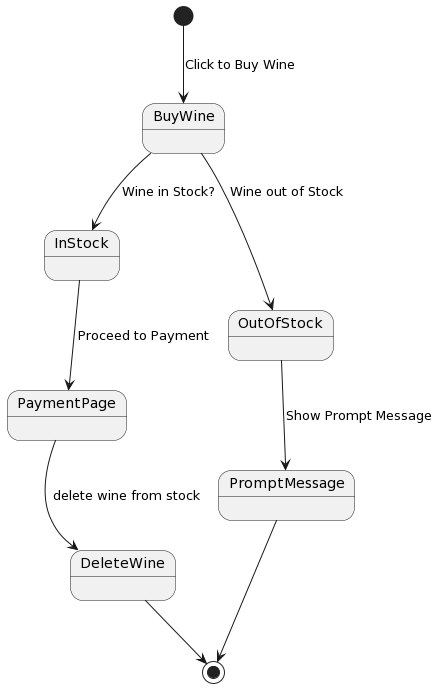 Click to Buy Wine
BuyWine
Wine in Stock?
Wine out of Stock
InStock
OutOfStock
Proceed to Payment
PaymentPage
Show Prompt Message
PromptMessage
delete wine from stock
DeleteWine